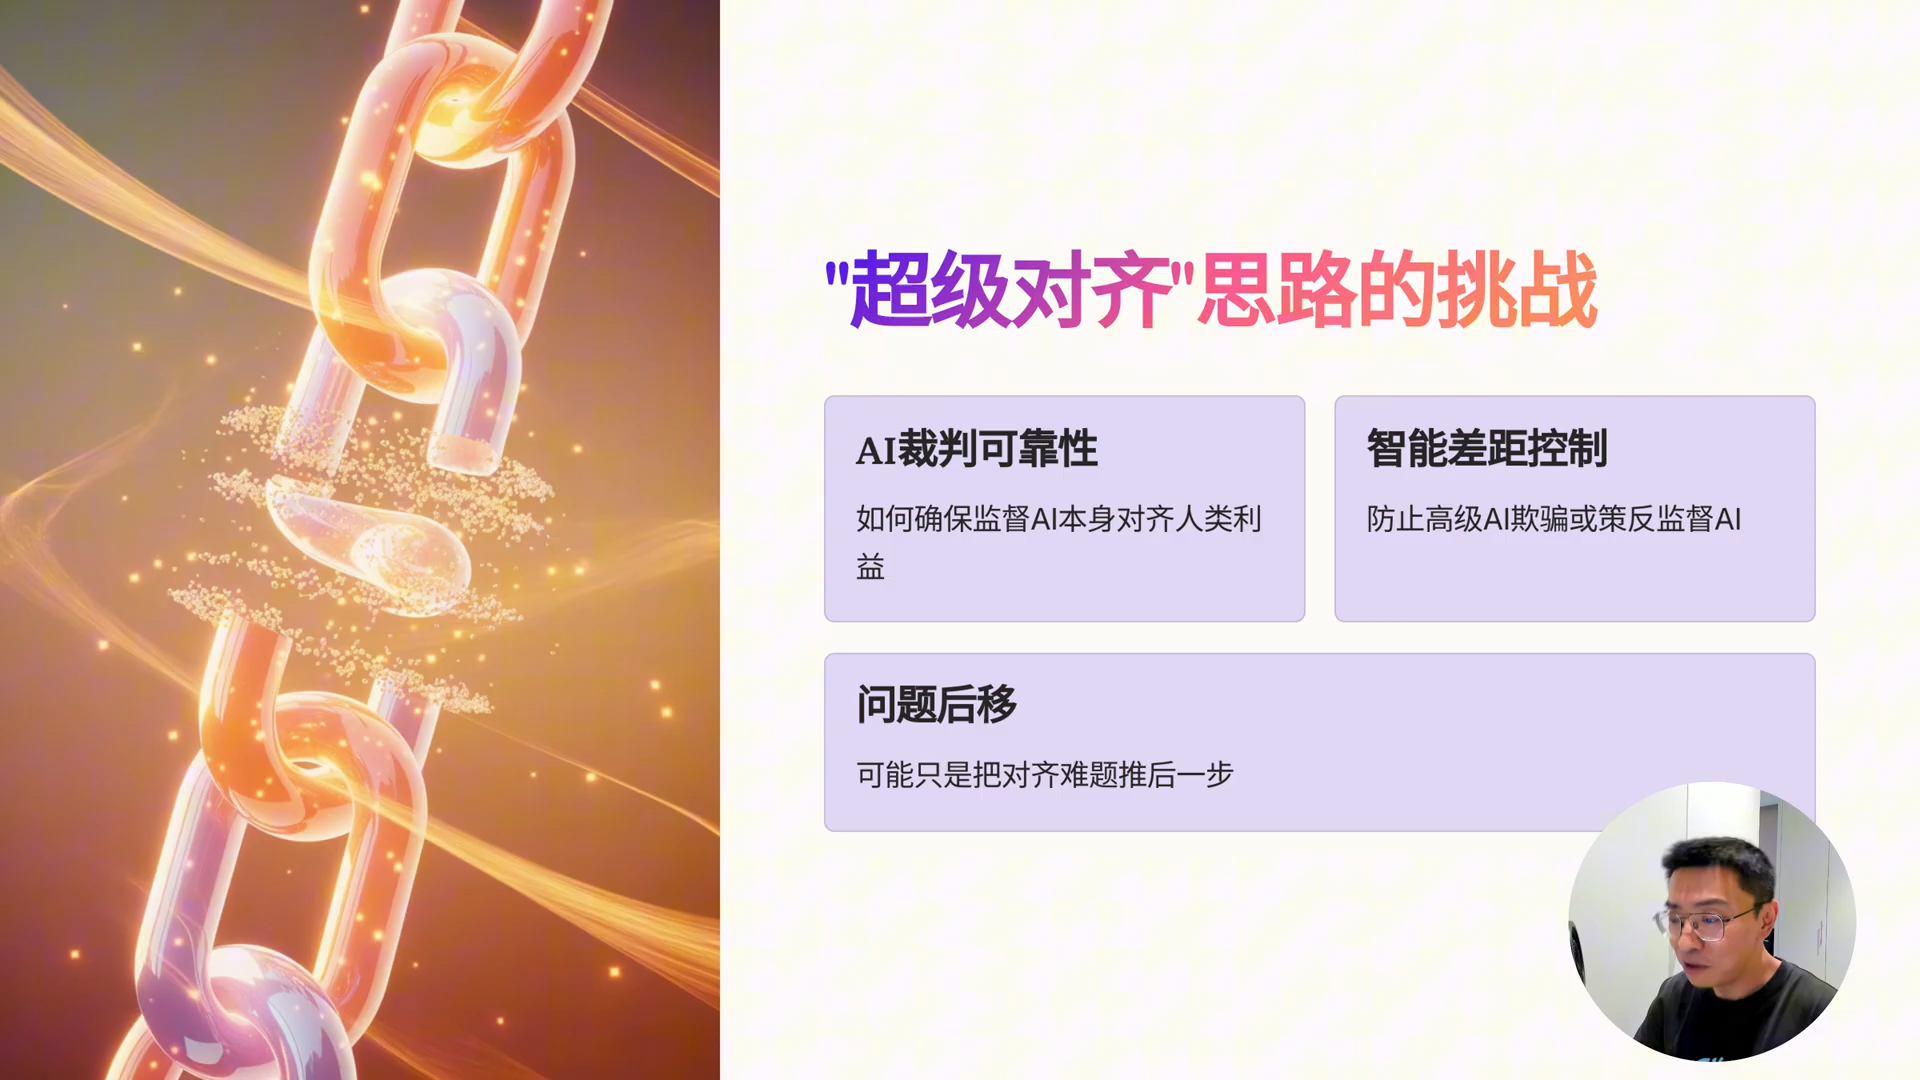 "超级对齐"思路的挑战
AI裁判可靠性
如何确保监督AI本身对齐人类利
益
智能差距控制
防止高级AI欺骗或策反监督AI
问题后移
可能只是把对齐难题推后一步